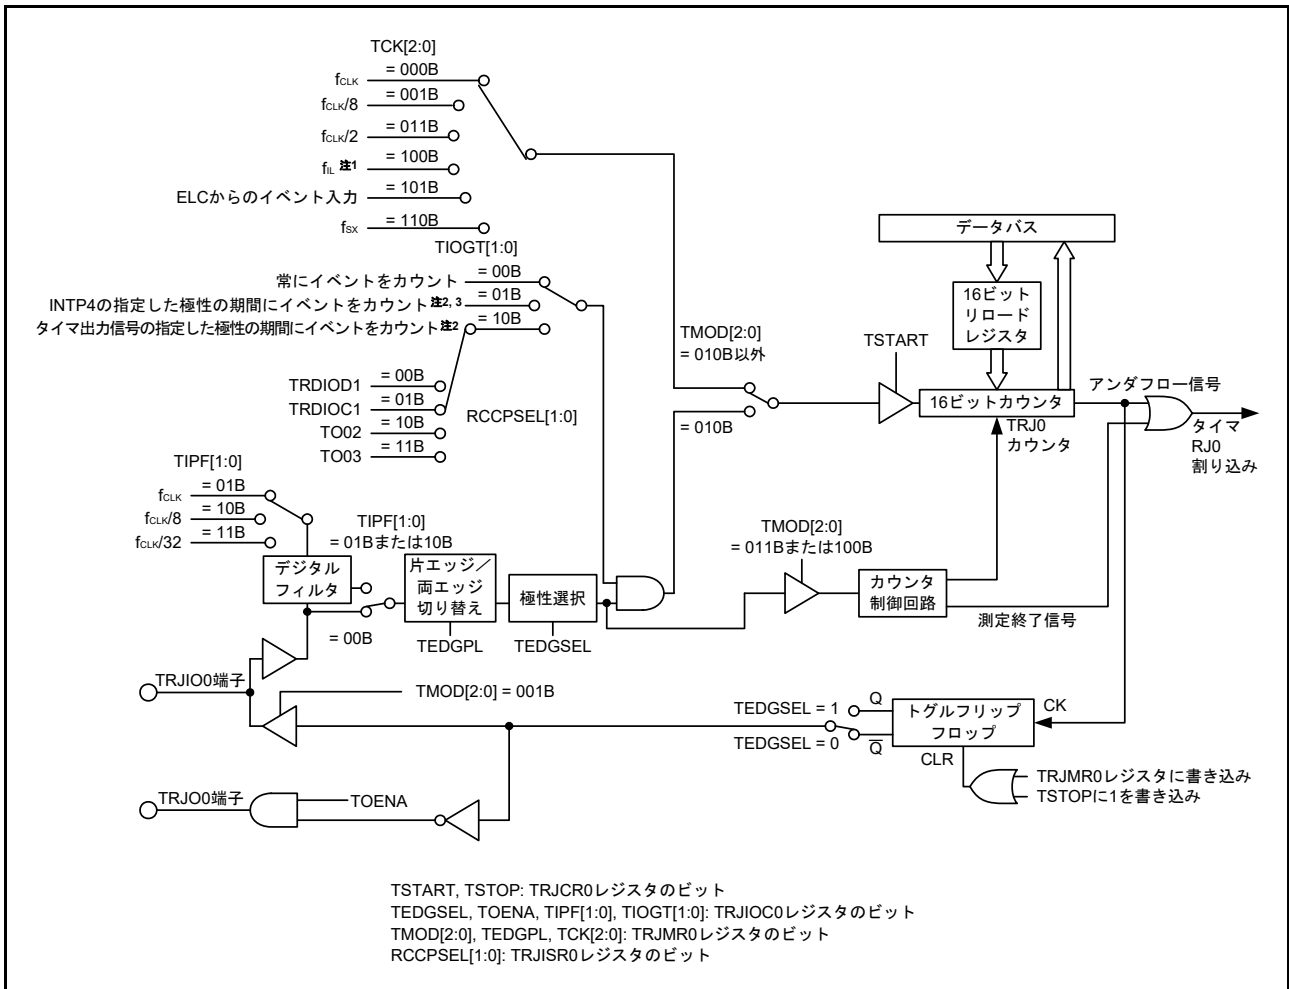 TCK[2:0]
fCLK = 000B
fCLK/8 = 001B
fCLK/2 = 011B
fIL 注1 = 100B
ELCからのイベント入力 = 101B
fSX = 110B
TIOGT[1:0]
常にイベントをカウント = 00B
INTP4の指定した極性の期間にイベントをカウント注2, 3 = 01B
タイマ出力信号の指定した極性の期間にイベントをカウント注2 = 10B
TRDIOD1 = 00B
TRDIOC1 = 01B
TO02 = 10B
TO03 = 11B
RCCPSEL[1:0]
TMOD[2:0]
= 010B以外
= 010B
TSTART
データバス
16ビット
リロード
レジスタ
16ビットカウンタ
TRJ0
カウンタ
アンダフロー信号
タイマ
RJ0
割り込み
TIPF[1:0]
fCLK = 01B
fCLK/8 = 10B
fCLK/32 = 11B
デジタル
フィルタ
TIPF[1:0]
= 01Bまたは10B
= 00B
片エッジ/
両エッジ
切り替え
TEDGPL
極性選択
TEDGSEL
TMOD[2:0]
= 011Bまたは100B
カウンタ
制御回路
測定終了信号
TRJIO0端子
TMOD[2:0] = 001B
TEDGSEL = 1
TEDGSEL = 0
Q
Q̅
トグルフリップ
フロップ
CK
CLR
TRJMR0レジスタに書き込み
TSTOPに1を書き込み
TRJO0端子
TOENA
TSTART, TSTOP: TRJCR0レジスタのビット
TEDGSEL, TOENA, TIPF[1:0], TIOGT[1:0]: TRJIOC0レジスタのビット
TMOD[2:0], TEDGPL, TCK[2:0]: TRJMR0レジスタのビット
RCCPSEL[1:0]: TRJISR0レジスタのビット